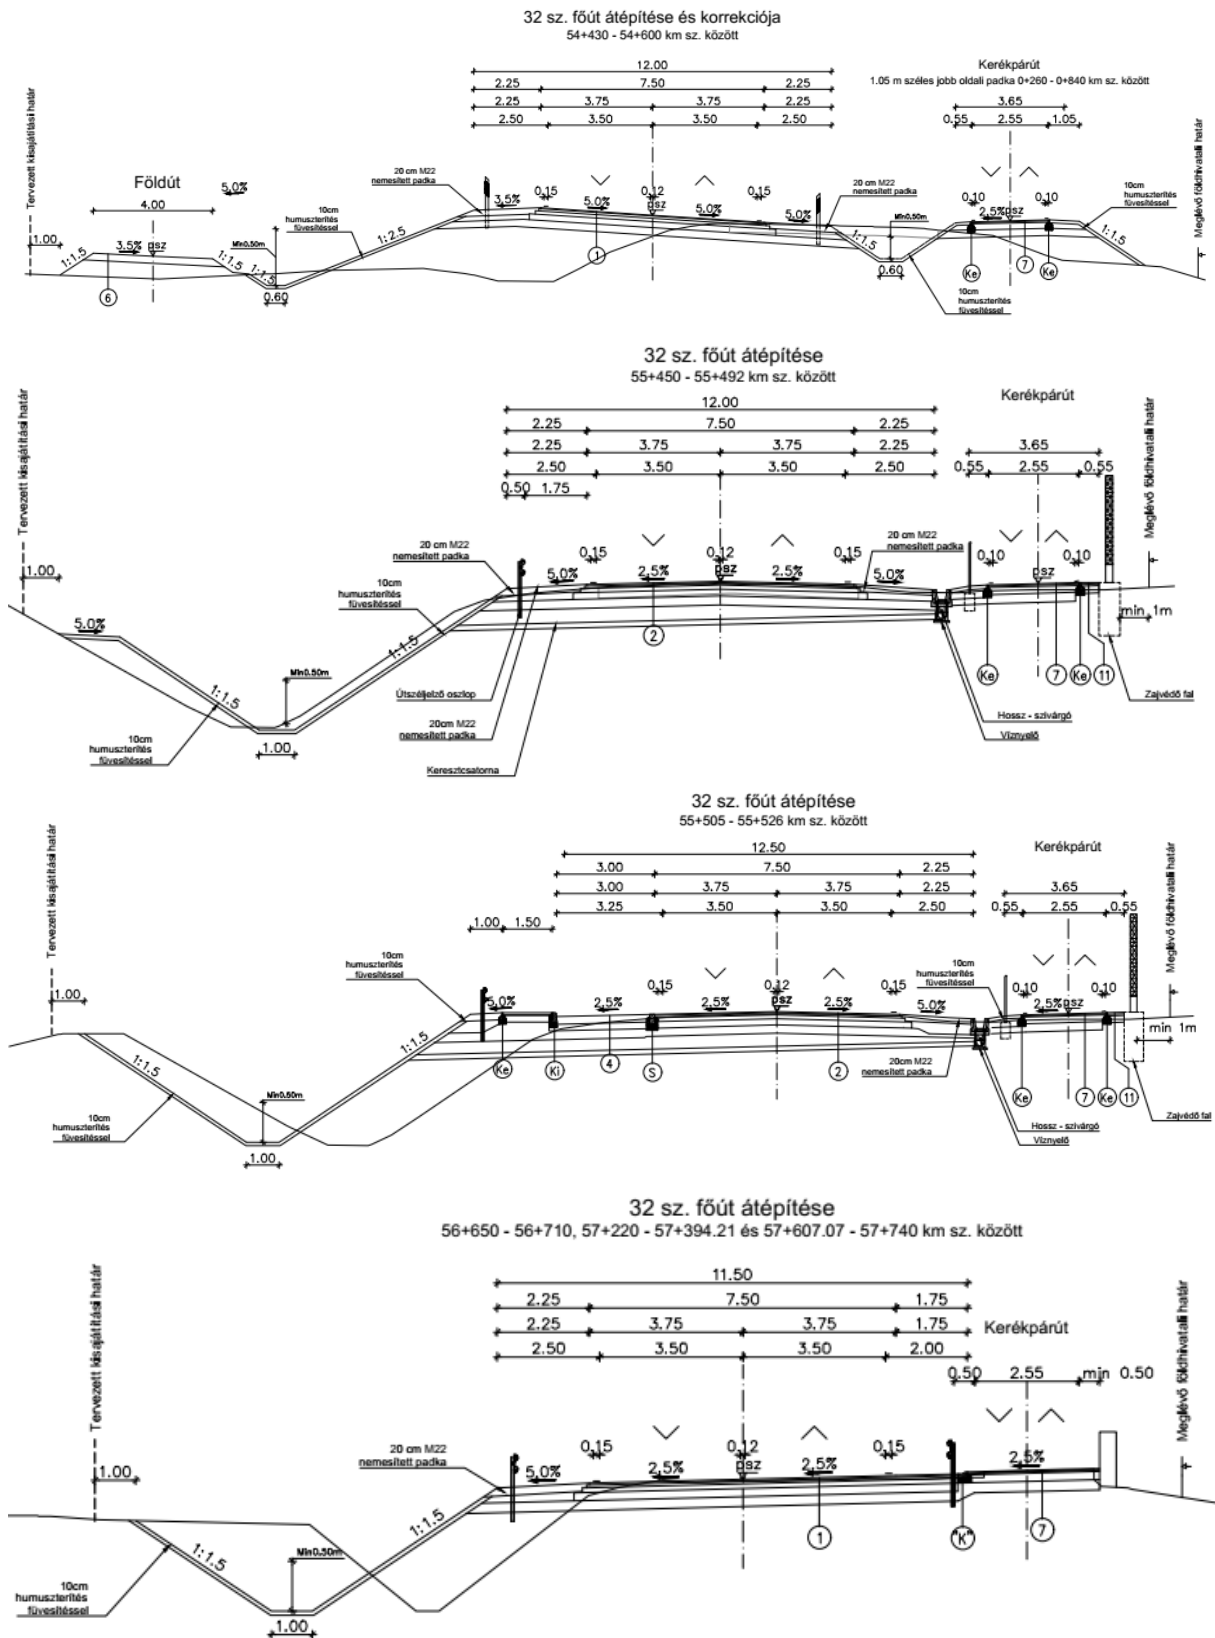 32 sz. főút átépítése és korrekciója
54+430 - 54+600 km sz. között
Kerékpárút
1.05 m széles jobb oldali padka 0+260 - 0+840 km sz. között
12.00
2.25 7.50 2.25
2.25 3.75 3.75 2.25
2.50 3.50 3.50 2.50
3.65
0.55 2.55 1.05
Tervezett kisajátítási határ
Meglévő földhivatali határ
Földút
4.00
5.0%
20 cm M22
nemesített padka
20 cm M22
nemesített padka
3.5% 0.15 5.0% 0.12 psz 5.0% 0.15 5.0%
0.10 2.5% psz 0.10
10cm
humuszterítés
füvesítéssel
10cm
humuszterítés
füvesítéssel
1.00 1:1.5 3.5% psz 1:1.5 1:1.5 Min0.50m 1:2.5
Min0.50m 1:1.5 1:1.5
6 0.60 1 0.60 Ke 7 Ke
10cm
humuszterítés
füvesítéssel
32 sz. főút átépítése
55+450 - 55+492 km sz. között
Kerékpárút
12.00
2.25 7.50 2.25
2.25 3.75 3.75 2.25
2.50 3.50 3.50 2.50
0.50 1.75
3.65
0.55 2.55 0.55
Tervezett kisajátítási határ
Meglévő földhivatali határ
20 cm M22
nemesített padka
20 cm M22
nemesített padka
5.0% 0.15 2.5% 0.12 psz 2.5% 0.15 5.0%
0.10 psz 0.10
1.00
10cm
humuszterítés
füvesítéssel
5.0% 1:1.5 Min0.50m 1:1.5
2 Ke 7 Ke 11
min 1m
Útszéljelző oszlop
Zajvédő fal
20cm M22
nemesített padka
Hossz - szivárgó
Víznyelő
10cm
humuszterítés
füvesítéssel
1.00
Keresztcsatorna
32 sz. főút átépítése
55+505 - 55+526 km sz. között
Kerékpárút
12.50
3.00 7.50 2.25
3.00 3.75 3.75 2.25
3.25 3.50 3.50 2.50
1.00 1.50
3.65
0.55 2.55 0.55
Tervezett kisajátítási határ
Meglévő földhivatali határ
10cm
humuszterítés
füvesítéssel
10cm
humuszterítés
füvesítéssel
1.00
5.0% 2.5% 0.15 2.5% 0.12 psz 2.5% 0.15 5.0%
0.10 2.5% psz 0.10
min 1m
1:1.5 Min0.50m 1:1.5
Ke Ki 4 S 2
20cm M22
nemesített padka
Ke 7 Ke 11
Zajvédő fal
Hossz - szivárgó
Víznyelő
10cm
humuszterítés
füvesítéssel
1.00
32 sz. főút átépítése
56+650 - 56+710, 57+220 - 57+394.21 és 57+607.07 - 57+740 km sz. között
11.50
2.25 7.50 1.75
2.25 3.75 3.75 1.75
2.50 3.50 3.50 2.00
Kerékpárút
0.50 2.55 min 0.50
Tervezett kisajátítási határ
Meglévő földhivatali határ
20 cm M22
nemesített padka
1.00
5.0% 0.15 2.5% 0.12 psz 2.5% 0.15 2.5%
1:1.5 Min0.50m 1:1.5
1 "K" 7
10cm
humuszterítés
füvesítéssel
1.00